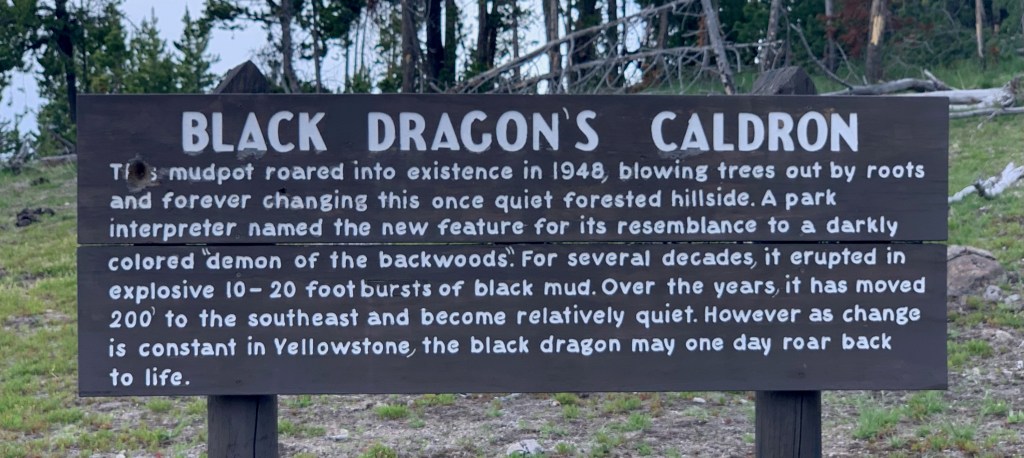 BLACK DRAGON'S CALDRON
This mudpot roared into existence in 1948, blowing trees out by roots
and forever changing this once quiet forested hillside. A park
interpreter named the new feature for its resemblance to a darkly
colored "demon of the backwoods". For several decades, it erupted in
explosive 10-20 foot bursts of black mud. Over the years, it has moved
200' to the southeast and become relatively quiet. However as change
is constant in Yellowstone, the black dragon may one day roar back
to life.